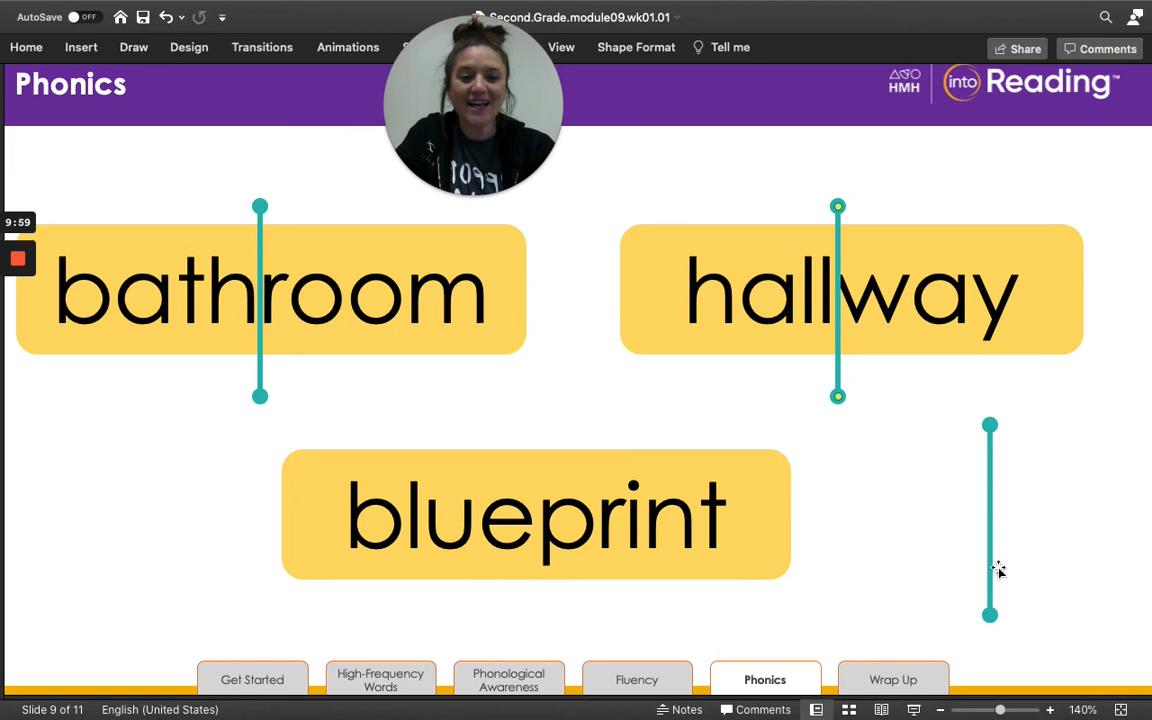 AutoSave OFF Second.Grade.module09.wk01.01
Home Insert Draw Design Transitions Animations S View Shape Format Tell me Share Comments
Phonics
HMH into Reading™
9:59
bathroom hallway
blueprint
Get Started High-Frequency Words Phonological Awareness Fluency Phonics Wrap Up
Slide 9 of 11 English (United States) Notes Comments 140%